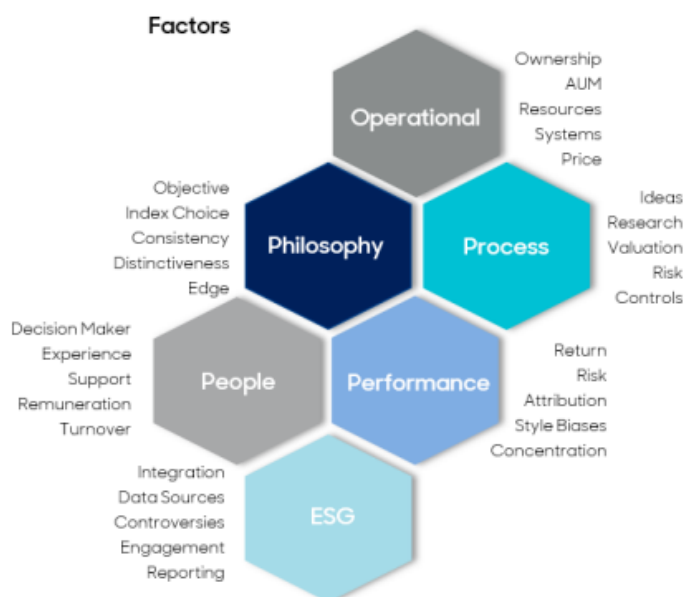 Factors
Operational
Ownership
AUM
Resources
Systems
Price
Philosophy
Objective
Index Choice
Consistency
Distinctiveness
Edge
Process
Ideas
Research
Valuation
Risk
Controls
People
Decision Maker
Experience
Support
Remuneration
Turnover
Performance
Return
Risk
Attribution
Style Biases
Concentration
ESG
Integration
Data Sources
Controversies
Engagement
Reporting